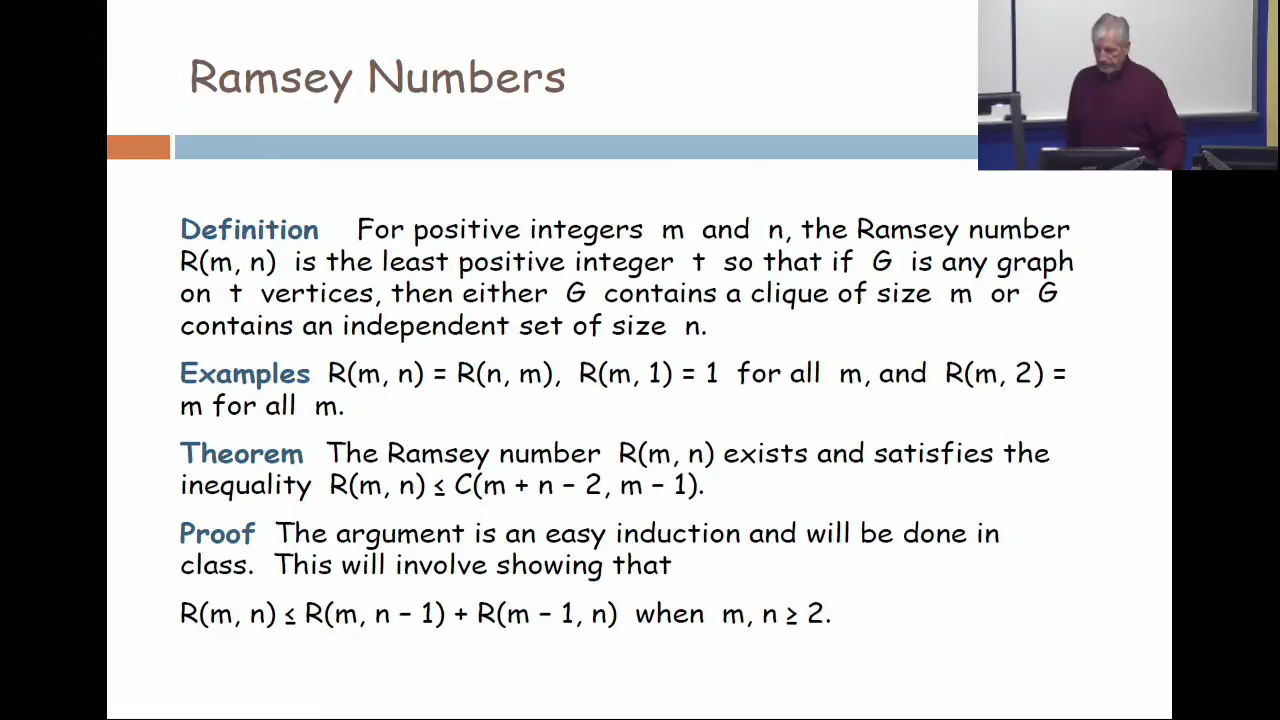 Ramsey Numbers
Definition For positive integers m and n, the Ramsey number
R(m, n) is the least positive integer t so that if G is any graph
on t vertices, then either G contains a clique of size m or G
contains an independent set of size n.
Examples R(m, n) = R(n, m), R(m, 1) = 1 for all m, and R(m, 2) =
m for all m.
Theorem The Ramsey number R(m, n) exists and satisfies the
inequality R(m, n) ≤ C(m + n – 2, m – 1).
Proof The argument is an easy induction and will be done in
class. This will involve showing that
R(m, n) ≤ R(m, n – 1) + R(m – 1, n) when m, n ≥ 2.